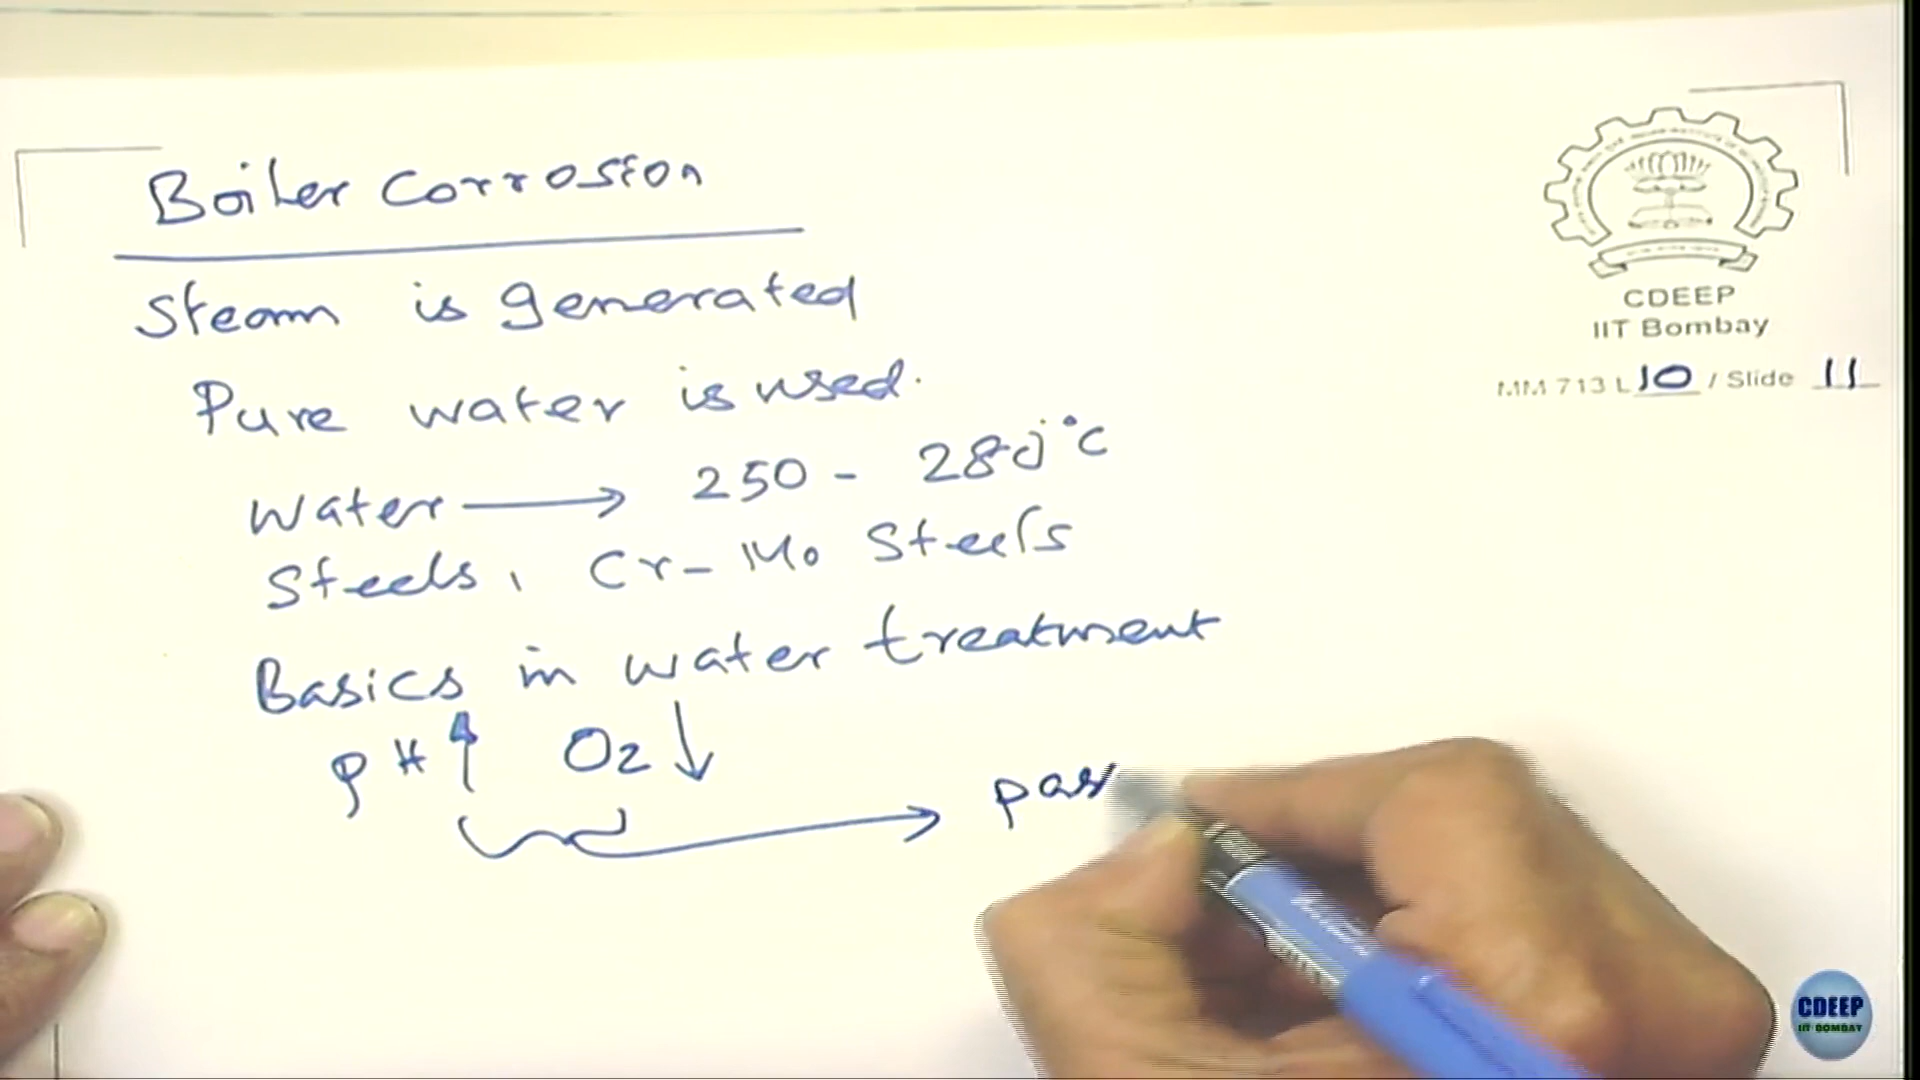 Boiler Corrosion
Steam is generated
Pure water is used.
Water → 250 - 280°C
Steels, Cr-Mo Steels
Basics in water treatment
pH ↑ O2 ↓
→ pas
CDEEP
IIT Bombay
MM 713 L 10 / Slide 11
CDEEP
IIT BOMBAY